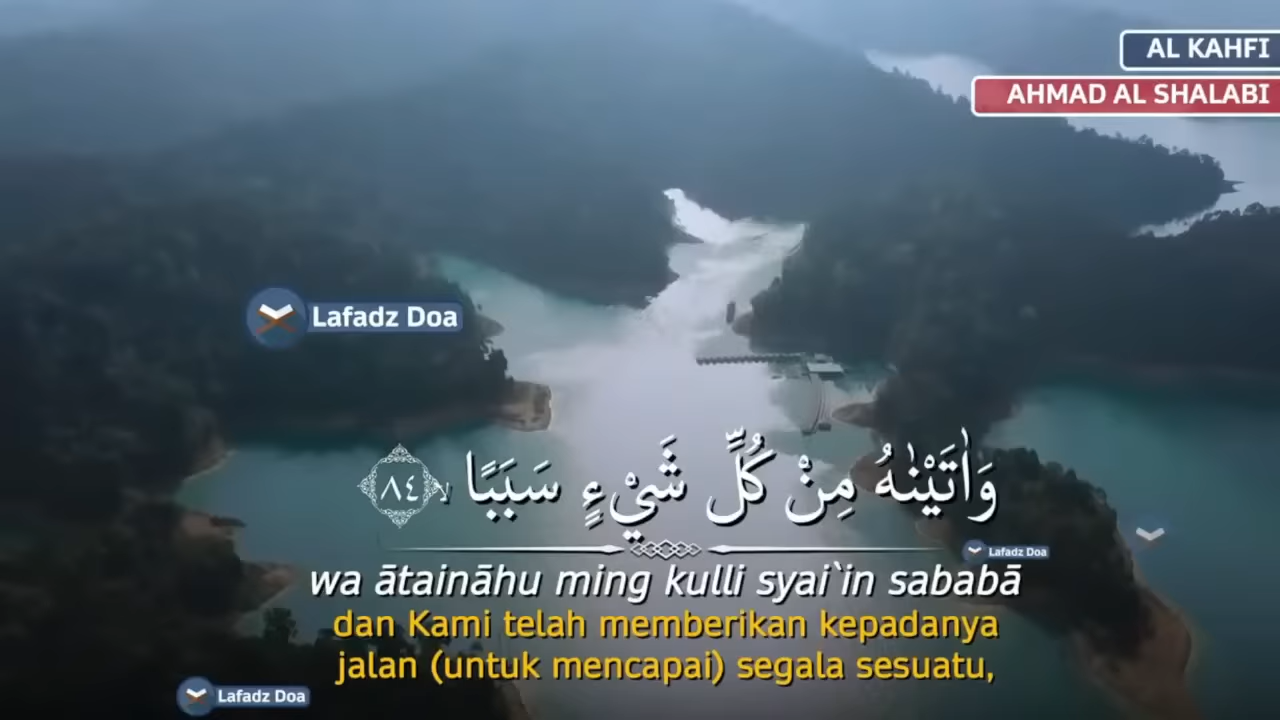 AL KAHFI
AHMAD AL SHALABI
Lafadz Doa
وَاٰتَيْنٰهُ مِنْ كُلِّ شَيْءٍ سَبَبًا ۙ ٨٤
Lafadz Doa
wa ātaināhu ming kulli syai`in sababā
dan Kami telah memberikan kepadanya
jalan (untuk mencapai) segala sesuatu,
Lafadz Doa